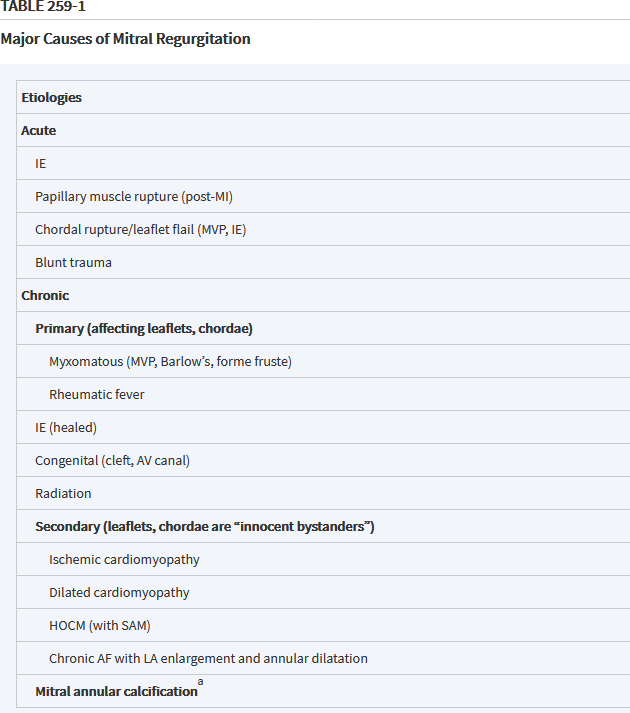 TABLE 259-1
Major Causes of Mitral Regurgitation
Etiologies
Acute
IE
Papillary muscle rupture (post-MI)
Chordal rupture/leaflet flail (MVP, IE)
Blunt trauma
Chronic
Primary (affecting leaflets, chordae)
Myxomatous (MVP, Barlow’s, forme fruste)
Rheumatic fever
IE (healed)
Congenital (cleft, AV canal)
Radiation
Secondary (leaflets, chordae are “innocent bystanders”)
Ischemic cardiomyopathy
Dilated cardiomyopathy
HOCM (with SAM)
Chronic AF with LA enlargement and annular dilatation
Mitral annular calcification a